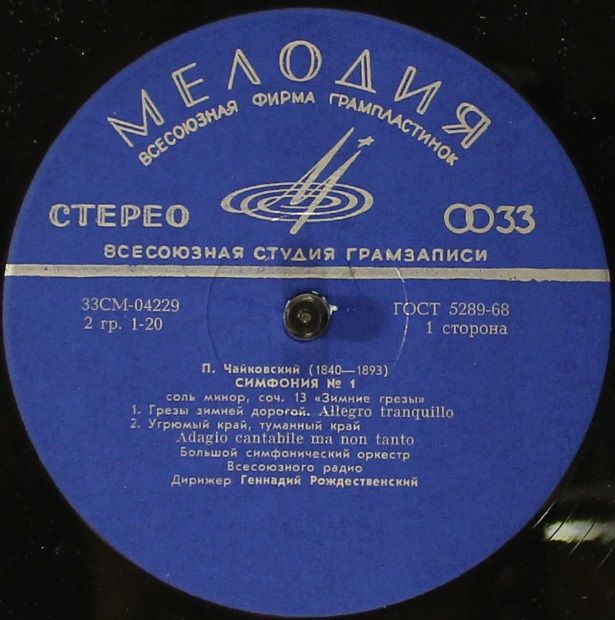 МЕЛОДИЯ
ВСЕСОЮЗНАЯ ФИРМА ГРАМПЛАСТИНОК
СТЕРЕО
33
ВСЕСОЮЗНАЯ СТУДИЯ ГРАМЗАПИСИ
33СМ-04229
ГОСТ 5289-68
2 гр. 1-20
1 сторона
П. Чайковский (1840—1893)
СИМФОНИЯ № 1
соль минор, соч. 13 «Зимние грезы»
1. Грезы зимней дорогой. Allegro tranquillo
2. Угрюмый край, туманный край
Adagio cantabile ma non tanto
Большой симфонический оркестр
Всесоюзного радио
Дирижер Геннадий Рождественский